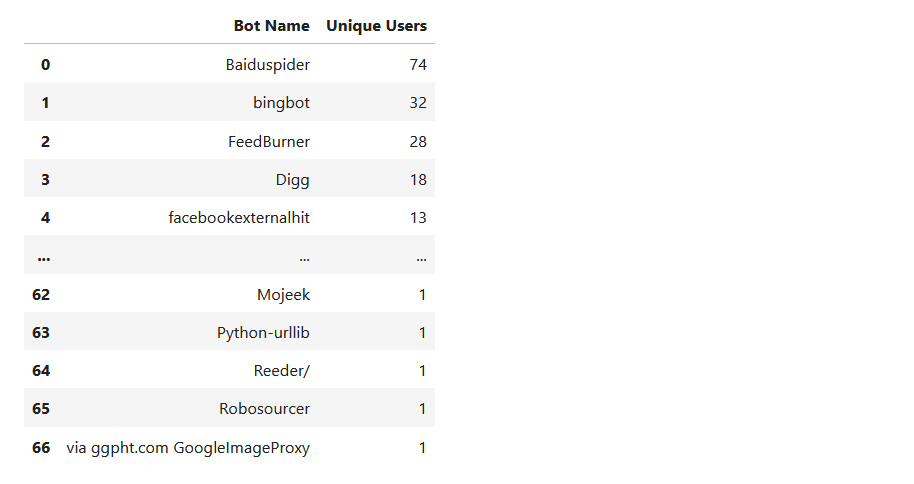 Bot Name Unique Users
0 Baiduspider 74
1 bingbot 32
2 FeedBurner 28
3 Digg 18
4 facebookexternalhit 13
... ... ...
62 Mojeek 1
63 Python-urllib 1
64 Reeder/ 1
65 Robosourcer 1
66 via ggpht.com GoogleImageProxy 1